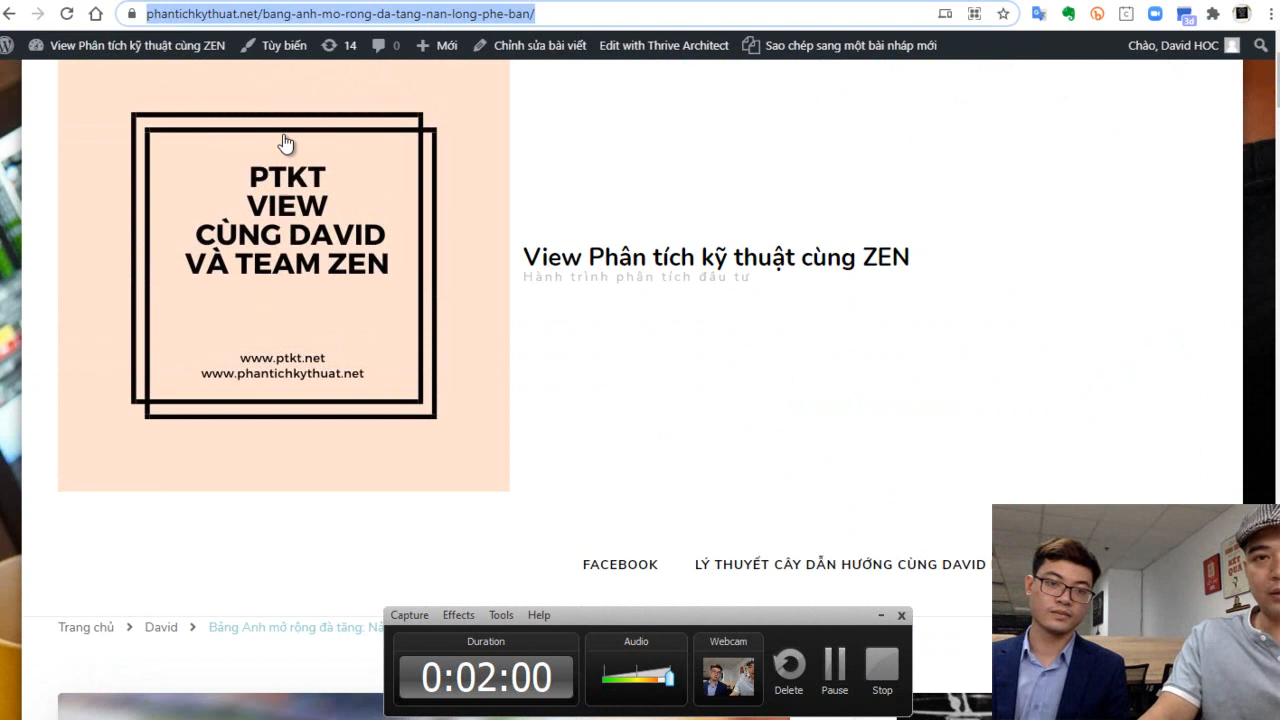 phantichkythuat.net/bang-anh-mo-rong-da-tang-nan-long-phe-ban/
3d
View Phân tích kỹ thuật cùng ZEN Tùy biến 14 0 Mới Chỉnh sửa bài viết Edit with Thrive Architect Sao chép sang một bài nháp mới Chào, David HOC
PTKT
VIEW
CÙNG DAVID
VÀ TEAM ZEN
www.ptkt.net
www.phantichkythuat.net
View Phân tích kỹ thuật cùng ZEN
Hành trình phân tích đầu tư
FACEBOOK LÝ THUYẾT CÂY DẪN HƯỚNG CÙNG DAVID
Trang chủ David Bảng Anh mở rộng đà tăng:
Capture Effects Tools Help
Duration Audio Webcam
0:02:00
Delete Pause Stop
KẾT
QUẢ